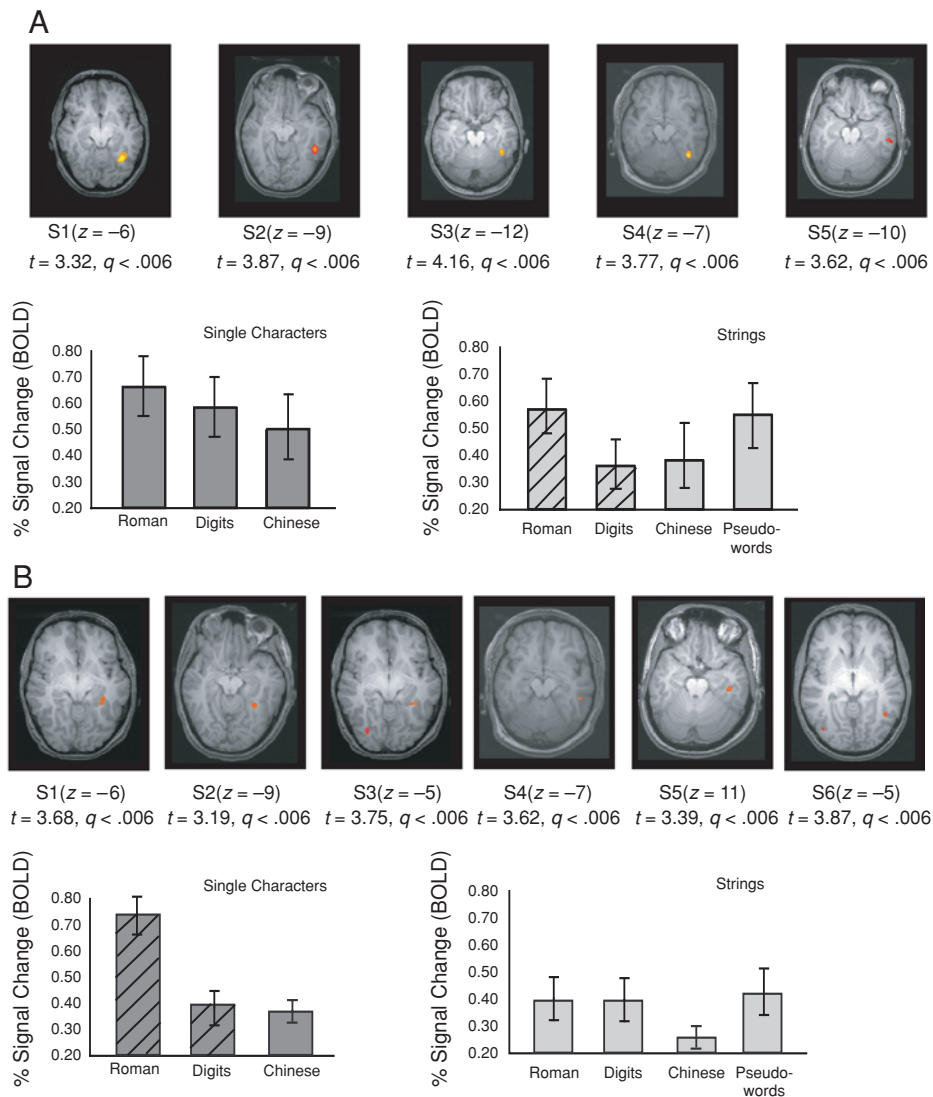 A
S1(z = –6) S2(z = –9) S3(z = –12) S4(z = –7) S5(z = –10)
t = 3.32, q < .006 t = 3.87, q < .006 t = 4.16, q < .006 t = 3.77, q < .006 t = 3.62, q < .006
% Signal Change (BOLD)
Single Characters
0.80
0.70
0.60
0.50
0.40
0.30
0.20
Roman Digits Chinese
% Signal Change (BOLD)
Strings
0.80
0.70
0.60
0.50
0.40
0.30
0.20
Roman Digits Chinese Pseudo-
words
B
S1(z = –6) S2(z = –9) S3(z = –5) S4(z = –7) S5(z = 11) S6(z = –5)
t = 3.68, q < .006 t = 3.19, q < .006 t = 3.75, q < .006 t = 3.62, q < .006 t = 3.39, q < .006 t = 3.87, q < .006
% Signal Change (BOLD)
Single Characters
0.80
0.70
0.60
0.50
0.40
0.30
0.20
Roman Digits Chinese
% Signal Change (BOLD)
Strings
0.80
0.70
0.60
0.50
0.40
0.30
0.20
Roman Digits Chinese Pseudo-
words